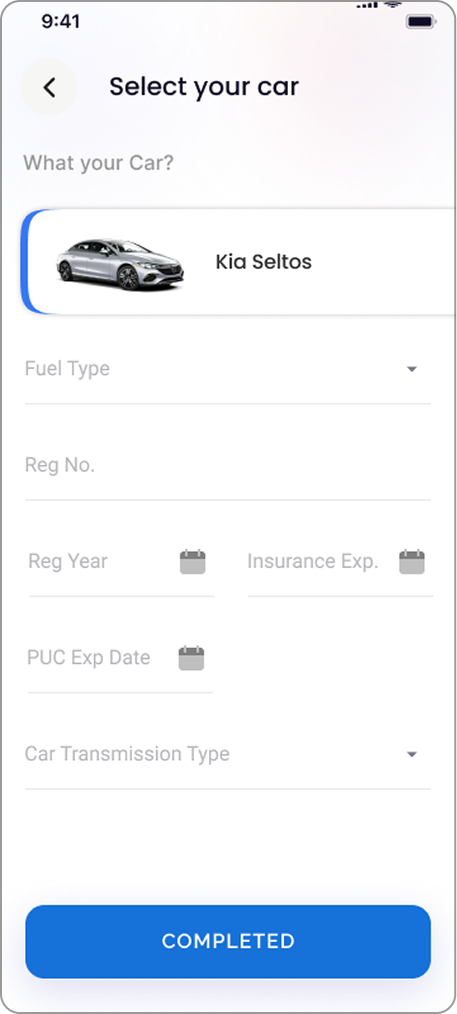 9:41
Select your car
What your Car?
Kia Seltos
Fuel Type
Reg No.
Reg Year
Insurance Exp.
PUC Exp Date
Car Transmission Type
COMPLETED